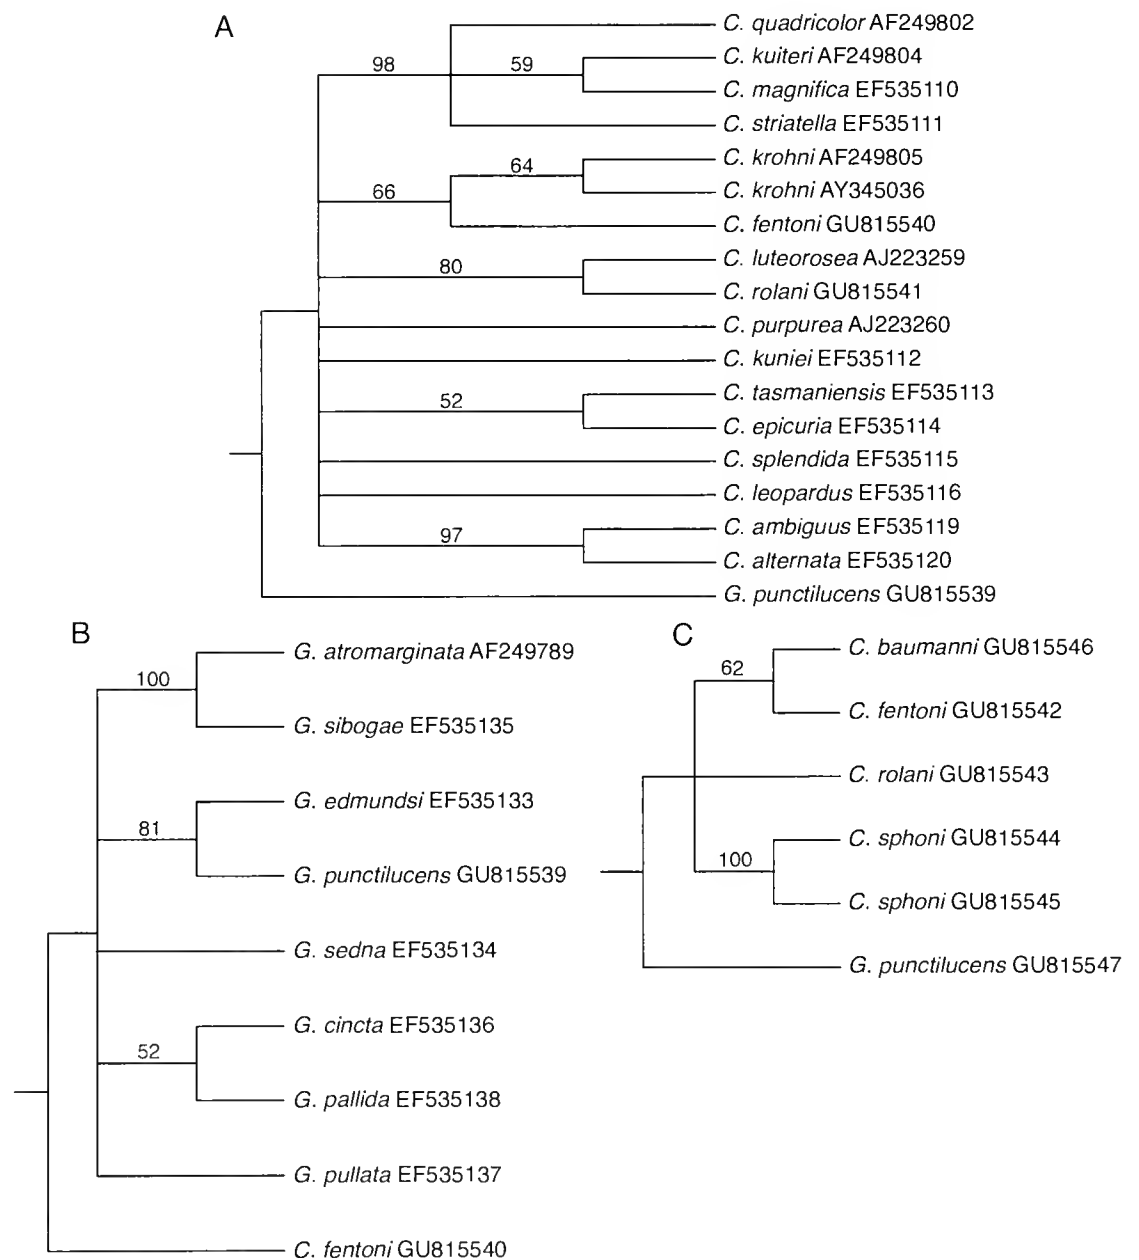 A
C. quadricolor AF249802
98
59
C. kuiteri AF249804
C. magnifica EF535110
C. striatella EF535111
C. krohni AF249805
64
C. krohni AY345036
66
C. fentoni GU815540
C. luteorosea AJ223259
80
C. rolani GU815541
C. purpurea AJ223260
C. kuniei EF535112
C. tasmaniensis EF535113
52
C. epicuria EF535114
C. splendida EF535115
C. leopardus EF535116
C. ambiguus EF535119
97
C. alternata EF535120
G. punctilucens GU815539
B
G. atromarginata AF249789
100
G. sibogae EF535135
G. edmundsi EF535133
81
G. punctilucens GU815539
G. sedna EF535134
G. cincta EF535136
52
G. pallida EF535138
G. pullata EF535137
C. fentoni GU815540
C
C. baumanni GU815546
62
C. fentoni GU815542
C. rolani GU815543
C. sphoni GU815544
100
C. sphoni GU815545
G. punctilucens GU815547